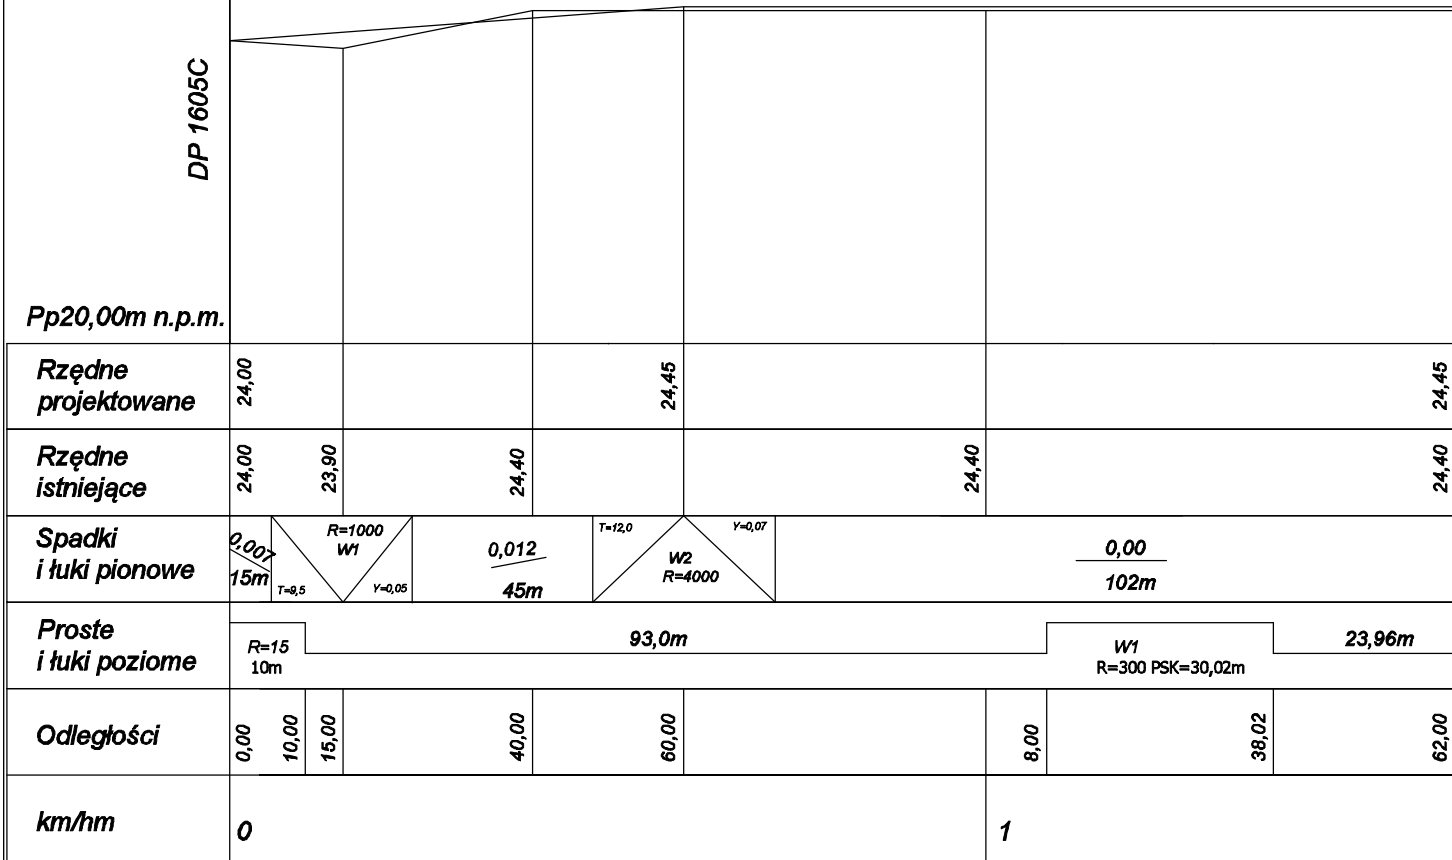 DP 1605C
Pp20,00m n.p.m.
Rzędne
projektowane
24,00
24,45
24,45
Rzędne
istniejące
24,00
23,90
24,40
24,40
24,40
Spadki
i łuki pionowe
0,007
15m
T=9,5
R=1000
W1
Y=0,05
0,012
45m
T=12,0
W2
R=4000
Y=0,07
0,00
102m
Proste
i łuki poziome
R=15
10m
93,0m
W1
R=300 PSK=30,02m
23,96m
Odległości
0,00
10,00
15,00
40,00
60,00
8,00
38,02
62,00
km/hm
0
1